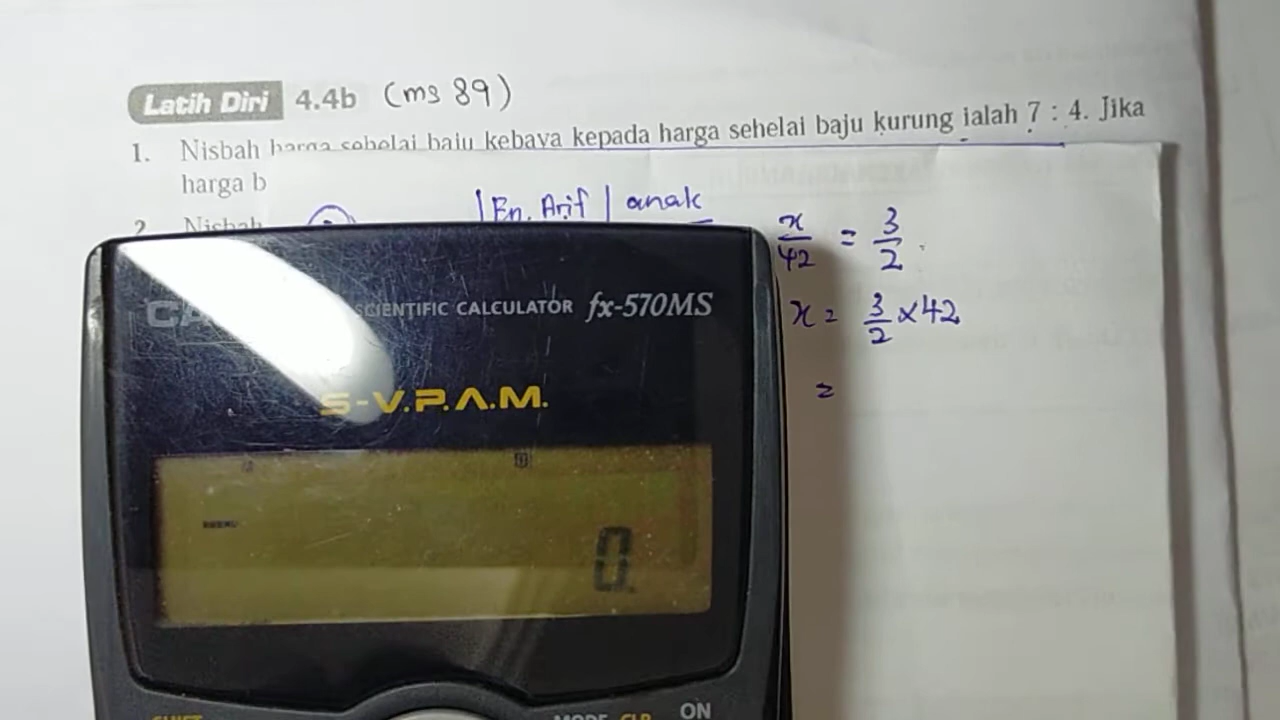 Latih Diri 4.4b (ms 89)
1. Nisbah harga sehelai baju kebaya kepada harga sehelai baju kurung ialah 7 : 4. Jika
harga b
2. Nisbah
En. Arif | anak
x/42 = 3/2
x = 3/2 × 42
=
SCIENTIFIC CALCULATOR fx-570MS
S-V.P.A.M.
0.
SHIFT MODE CLR ON